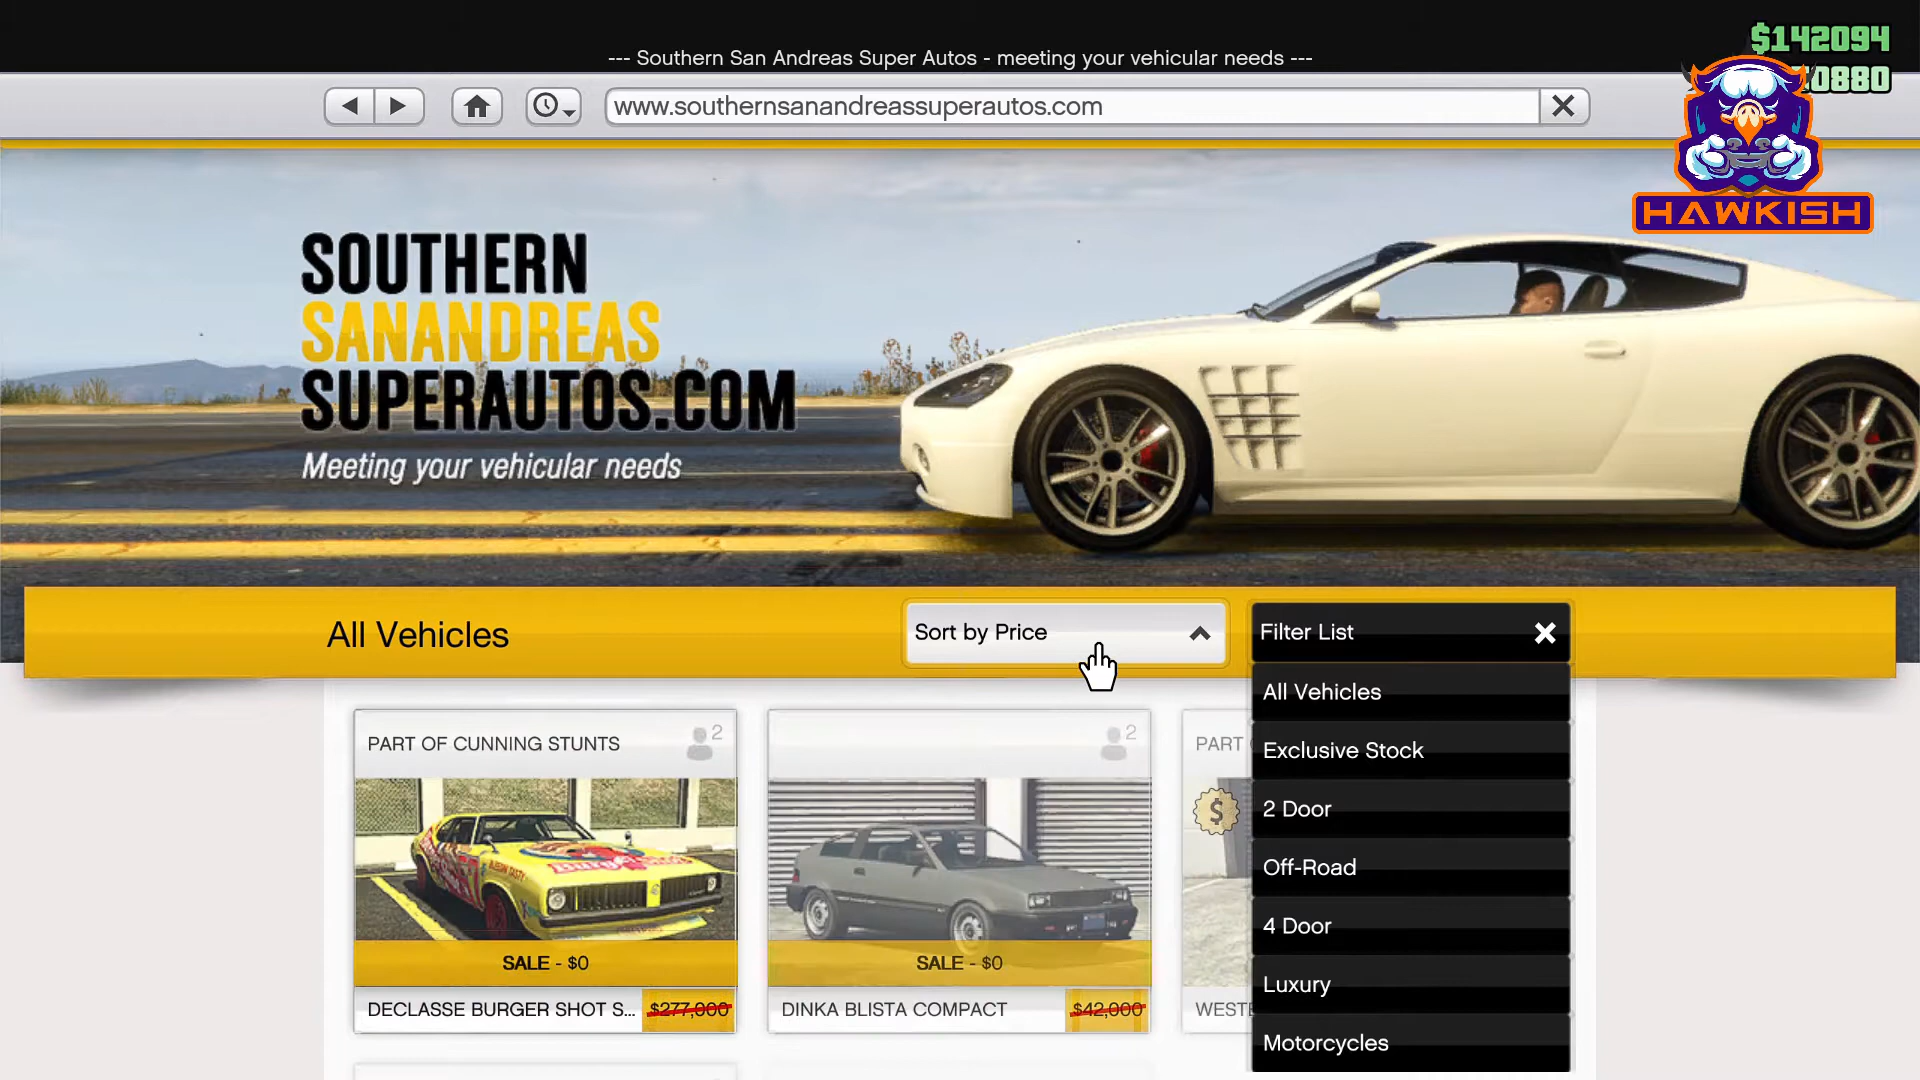 --- Southern San Andreas Super Autos - meeting your vehicular needs ---
$142094
0880
www.southernsanandreassuperautos.com
HAWKISH
SOUTHERN
SANANDREAS
SUPERAUTOS.COM
Meeting your vehicular needs
All Vehicles
Sort by Price
Filter List
All Vehicles
Exclusive Stock
2 Door
Off-Road
4 Door
Luxury
Motorcycles
PART OF CUNNING STUNTS
2
Burger Shot
SALE - $0
DECLASSE BURGER SHOT S...
$277,000
2
SALE - $0
DINKA BLISTA COMPACT
$42,000
PART
$
WESTE